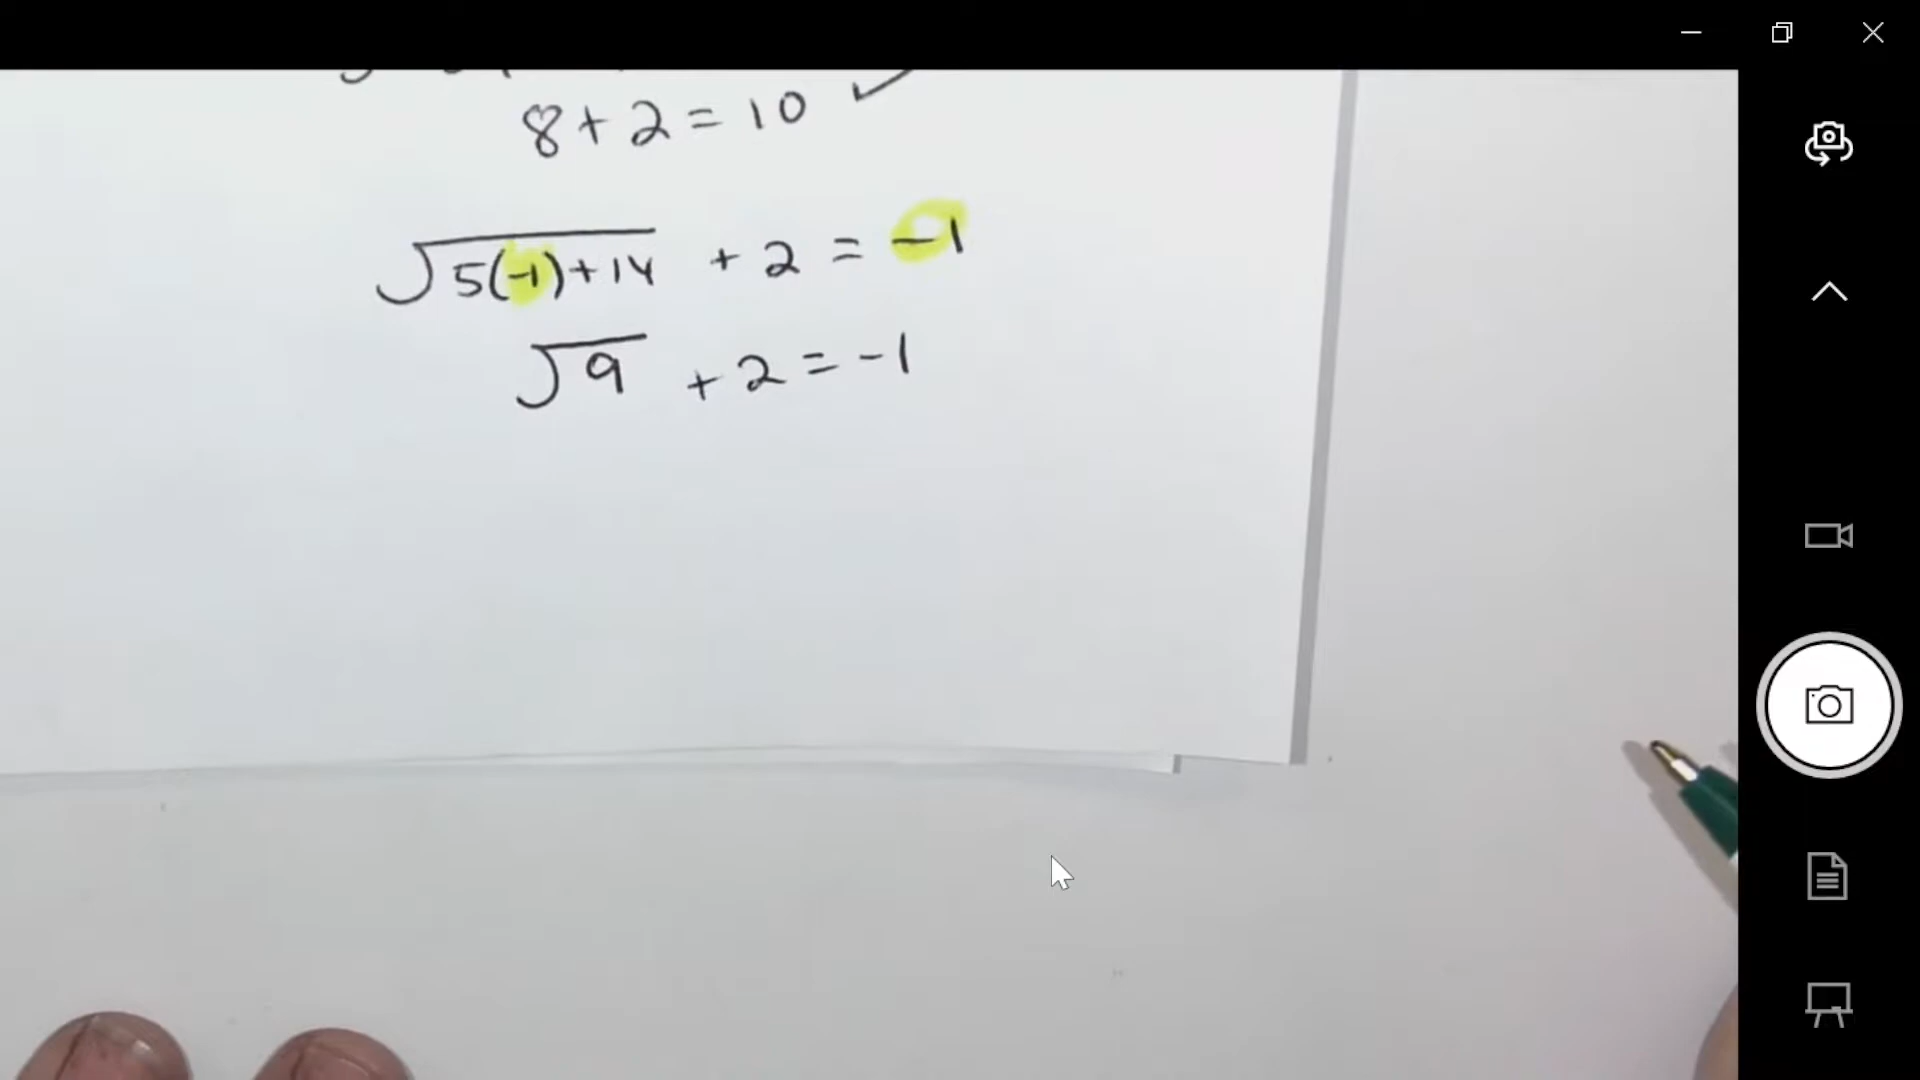 8 + 2 = 10 ✓
√5(-1)+14 + 2 = -1
√9 + 2 = -1